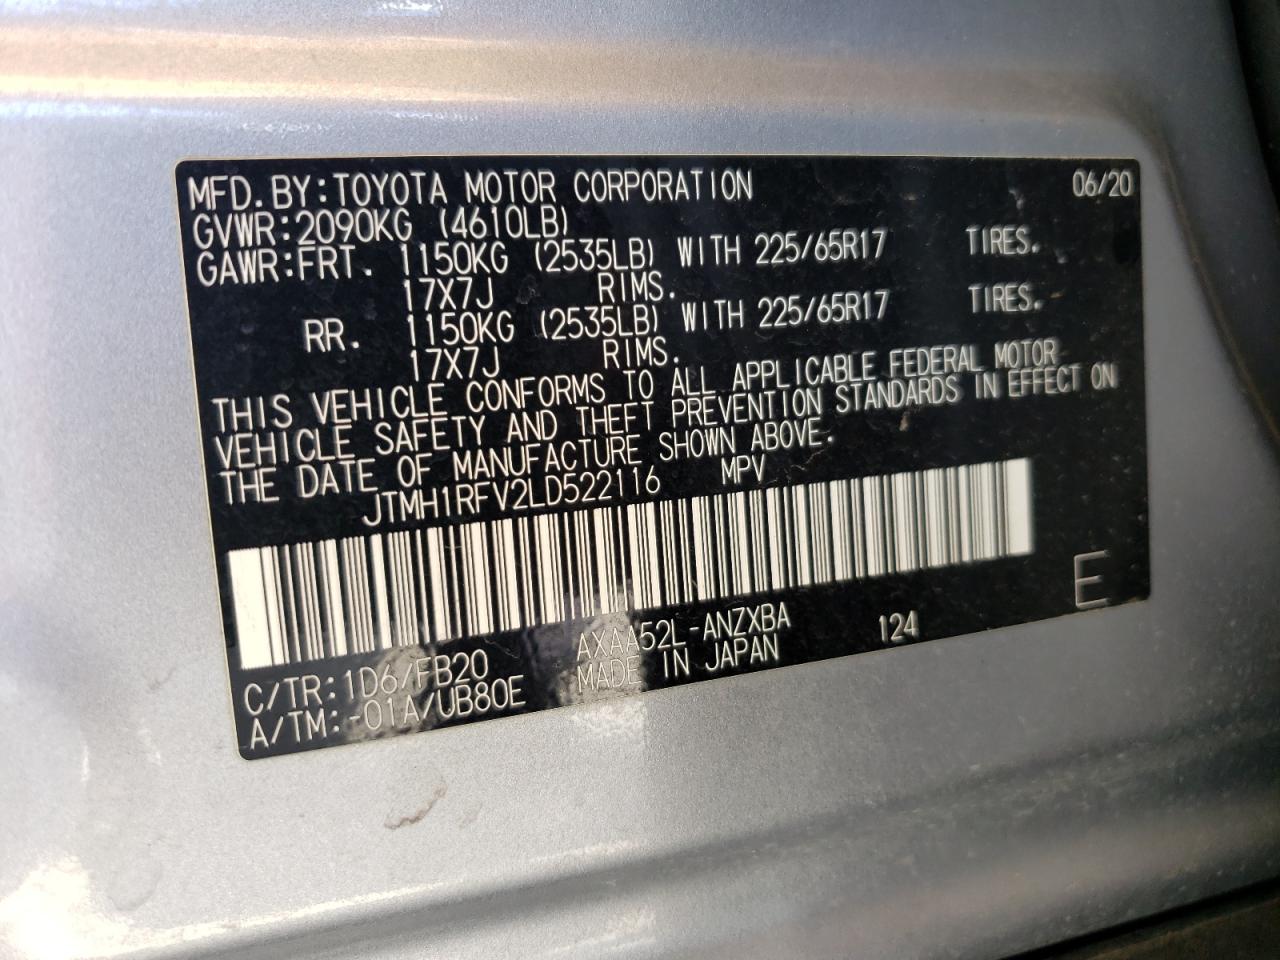 MFD. BY: TOYOTA MOTOR CORPORATION 06/20
GVWR: 2090KG (4610LB)
GAWR: FRT. 1150KG (2535LB) WITH 225/65R17 TIRES.
17X7J RIMS.
RR. 1150KG (2535LB) WITH 225/65R17 TIRES.
17X7J RIMS.
THIS VEHICLE CONFORMS TO ALL APPLICABLE FEDERAL MOTOR
VEHICLE SAFETY AND THEFT PREVENTION STANDARDS IN EFFECT ON
THE DATE OF MANUFACTURE SHOWN ABOVE.
JTMH1RFV2LD522116 MPV
E
C/TR: 1D6/FB20 AXAA52L-ANZXBA 124
A/TM: -01A/UB80E MADE IN JAPAN